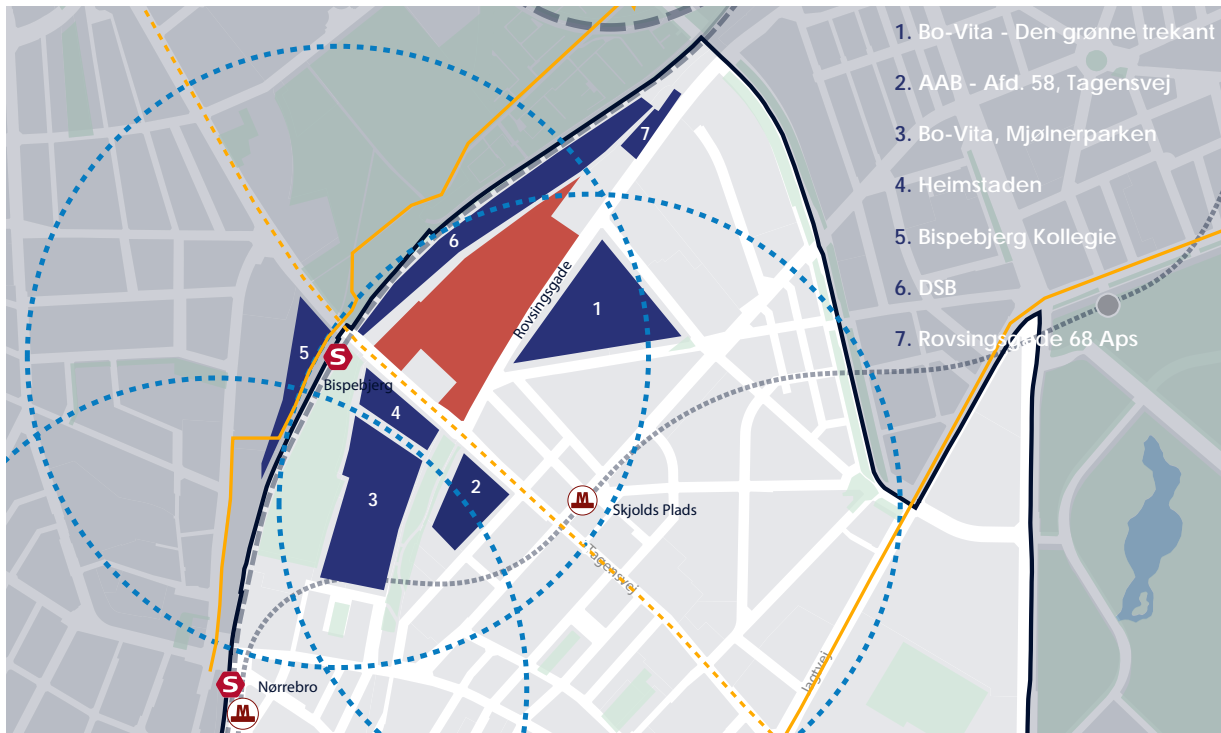 1. Bo-Vita - Den grønne trekant
2. AAB - Afd. 58, Tagensvej
3. Bo-Vita, Mjølnerparken
4. Heimstaden
5. Bispebjerg Kollegie
6. DSB
7. Rovsingsgade 68 Aps
7
6
Rovsingsgade
1
5
S
Bispebjerg
4
2
3
M
Skjolds Plads
Tagensvej
Jagtvej
S
Nørrebro
M